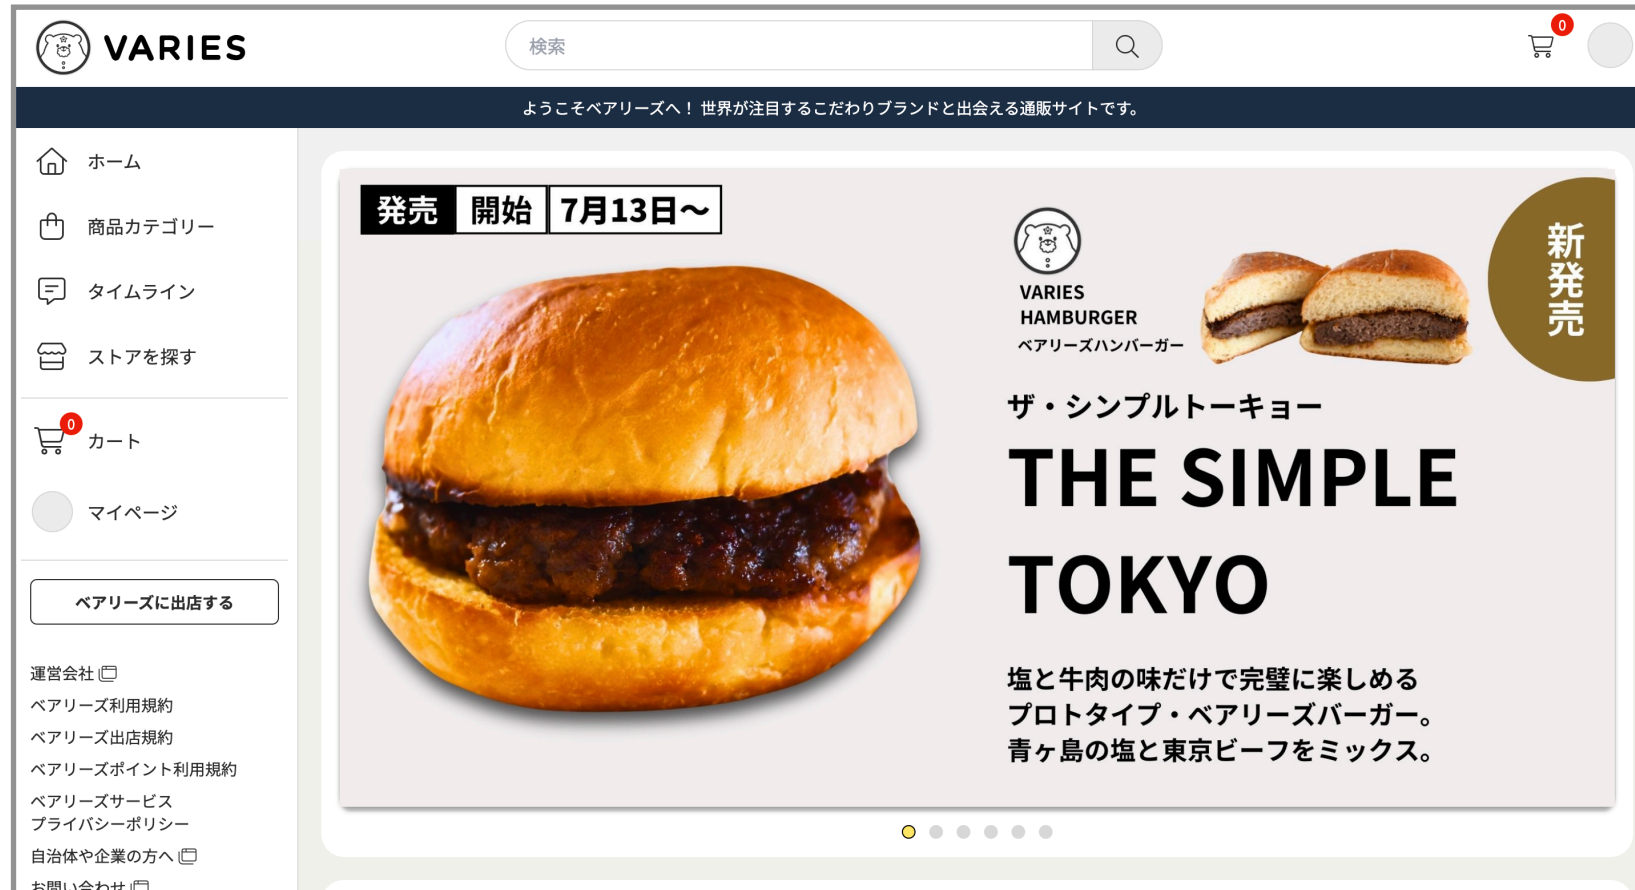 VARIES
検索
0
ようこそベアリーズへ！ 世界が注目するこだわりブランドと出会える通販サイトです。
ホーム
商品カテゴリー
タイムライン
ストアを探す
0
カート
マイページ
ベアリーズに出店する
運営会社
ベアリーズ利用規約
ベアリーズ出店規約
ベアリーズポイント利用規約
ベアリーズサービス
プライバシーポリシー
自治体や企業の方へ
お問い合わせ
発売 開始 7月13日〜
VARIES
HAMBURGER
ベアリーズハンバーガー
新発売
ザ・シンプルトーキョー
THE SIMPLE
TOKYO
塩と牛肉の味だけで完璧に楽しめる
プロトタイプ・ベアリーズバーガー。
青ヶ島の塩と東京ビーフをミックス。